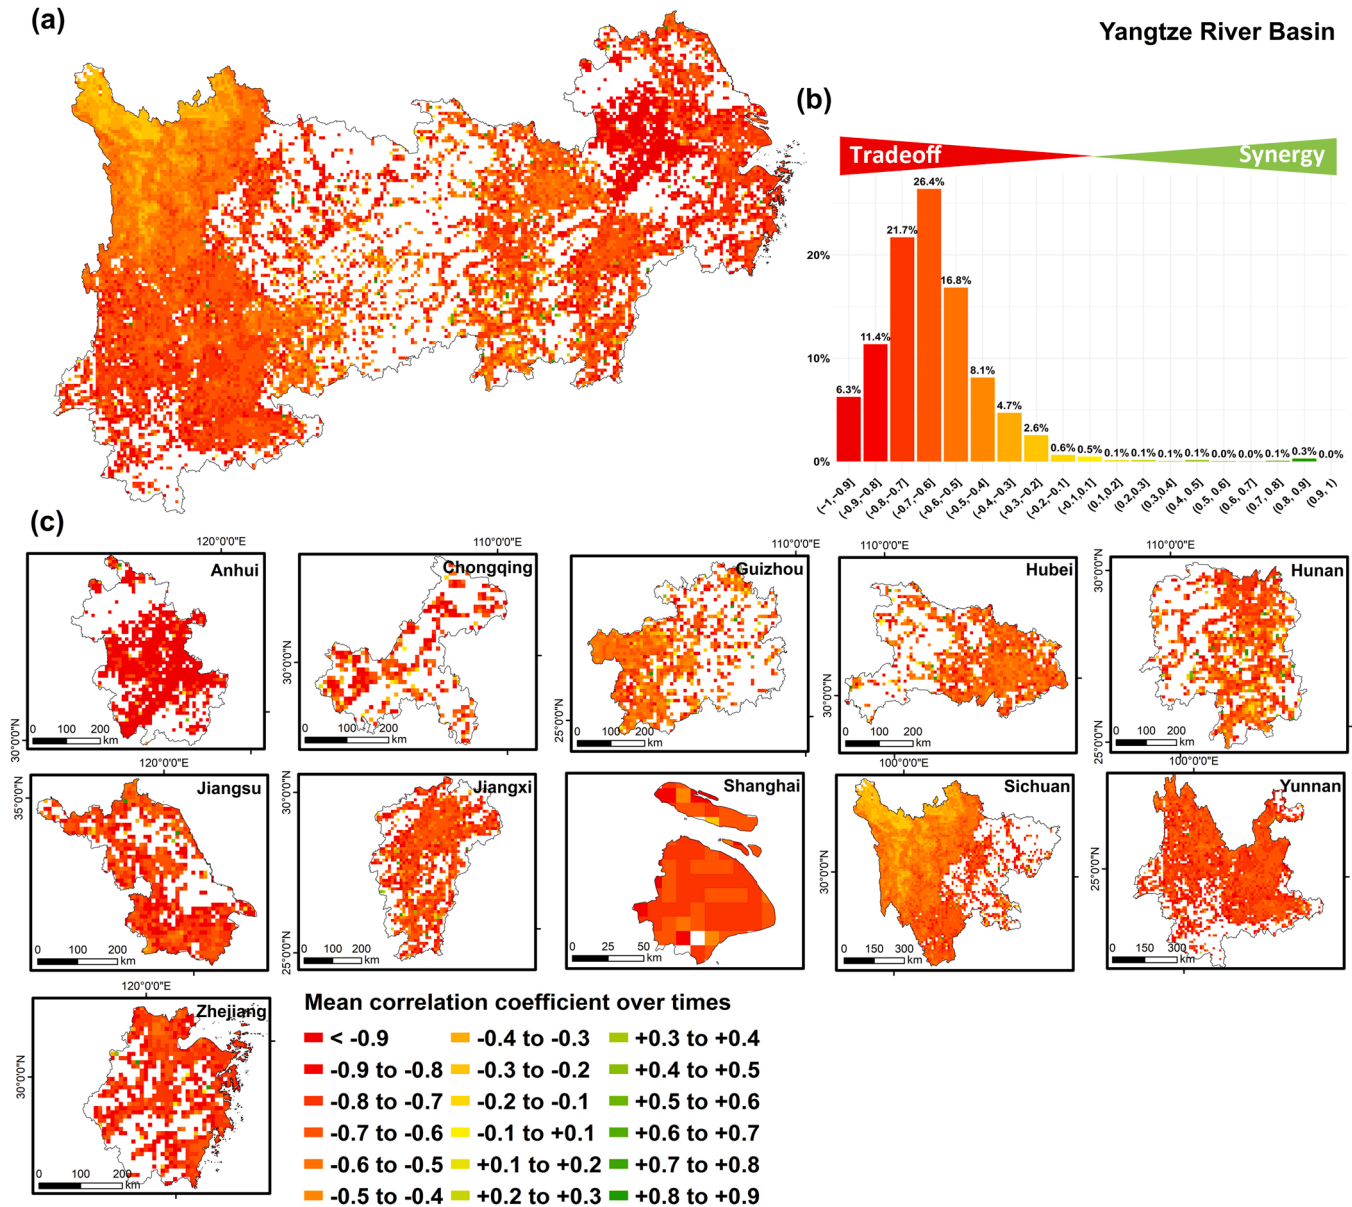 (a)
Yangtze River Basin
(b)
Tradeoff
Synergy
26.4%
21.7%
20%
16.8%
11.4%
10%
8.1%
6.3%
4.7%
2.6%
0.6%
0.5%
0.1%
0.1%
0.1%
0.1%
0.0%
0.0%
0.1%
0.3%
0.0%
0%
(−1, −0.9]
(-0.9, -0.8]
(-0.8, -0.7]
(-0.7, -0.6]
(-0.6, -0.5]
(-0.5, -0.4]
(-0.4, -0.3]
(-0.3, -0.2]
(-0.2, -0.1]
(-0.1,0.1]
(0.1,0.2]
(0.2,0.3]
(0.3, 0.4]
(0.4, 0.5]
(0.5, 0.6]
(0.6, 0.7]
(0.7, 0.8]
(0.8, 0.9]
(0.9, 1)
(c)
120°0'0"E
Anhui
30°0'0"N
0 100 200
km
110°0'0"E
Chongqing
30°0'0"N
0 100 200
km
110°0'0"E
Guizhou
25°0'0"N
0 100 200
km
110°0'0"E
Hubei
30°0'0"N
0 100 200
km
110°0'0"E
Hunan
30°0'0"N
25°0'0"N
0 100 200
km
120°0'0"E
Jiangsu
35°0'0"N
0 100 200
km
Jiangxi
30°0'0"N
25°0'0"N
0 100 200
km
Shanghai
0 25 50
km
100°0'0"E
Sichuan
30°0'0"N
0 150 300
km
100°0'0"E
Yunnan
25°0'0"N
0 150 300
km
120°0'0"E
Zhejiang
30°0'0"N
0 100 200
km
Mean correlation coefficient over times
< -0.9
-0.9 to -0.8
-0.8 to -0.7
-0.7 to -0.6
-0.6 to -0.5
-0.5 to -0.4
-0.4 to -0.3
-0.3 to -0.2
-0.2 to -0.1
-0.1 to +0.1
+0.1 to +0.2
+0.2 to +0.3
+0.3 to +0.4
+0.4 to +0.5
+0.5 to +0.6
+0.6 to +0.7
+0.7 to +0.8
+0.8 to +0.9